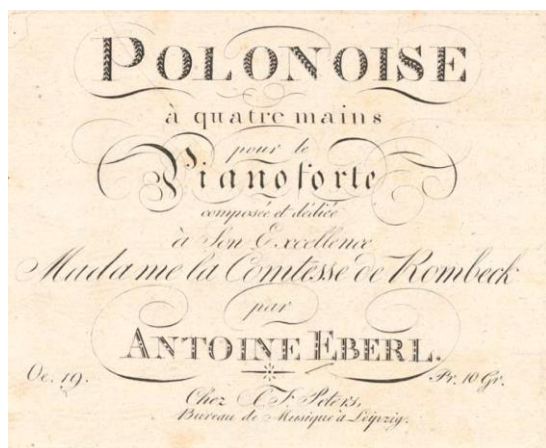 POLONOISE
à quatre mains
pour le
Pianoforte
composée et dédiée
à Son Excellence
Madame la Comtesse de Rombeck
par
ANTOINE EBERL.
Oe. 19.
Pr. 10 Gr.
Chez C. F. Peters,
Bureau de Musique à Leipzig.